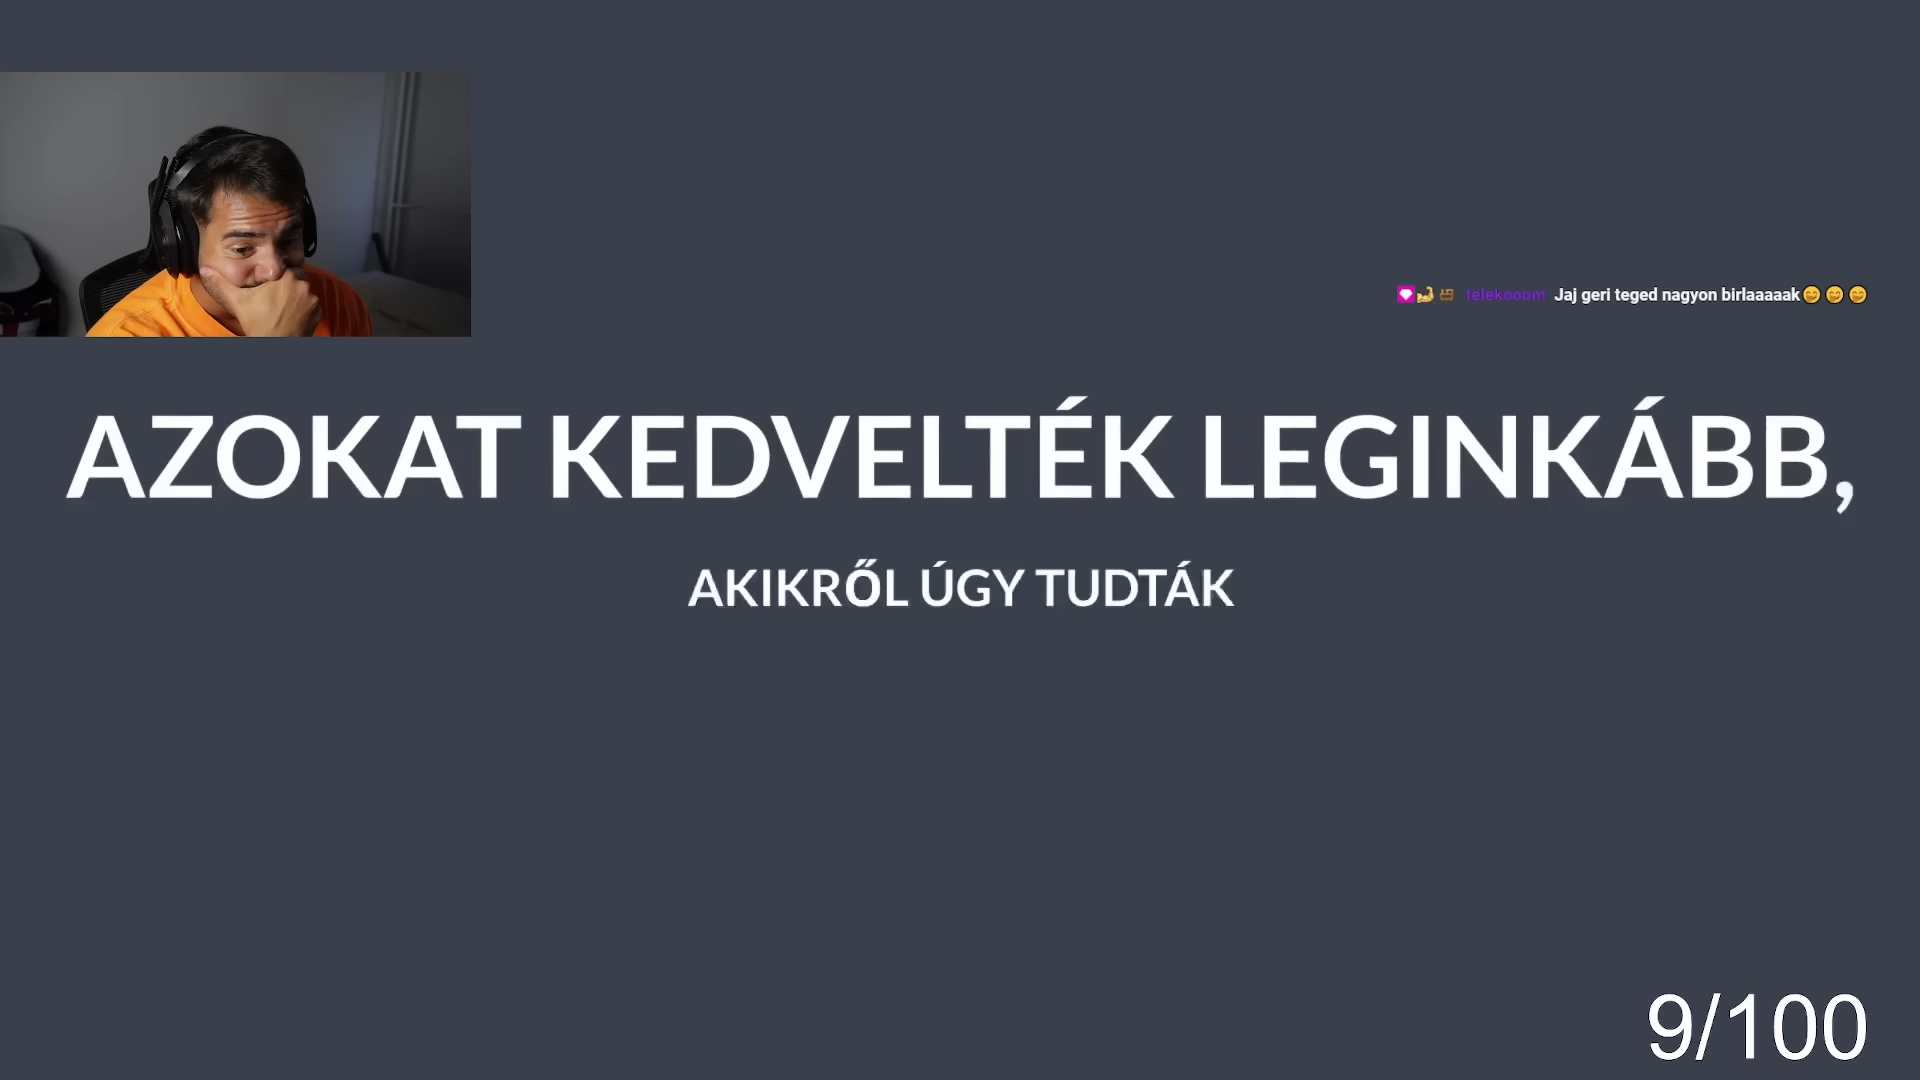 telekooom Jaj geri teged nagyon birlaaaaak😊😊😊
AZOKAT KEDVELTÉK LEGINKÁBB,
AKIKRŐL ÚGY TUDTÁK
9/100